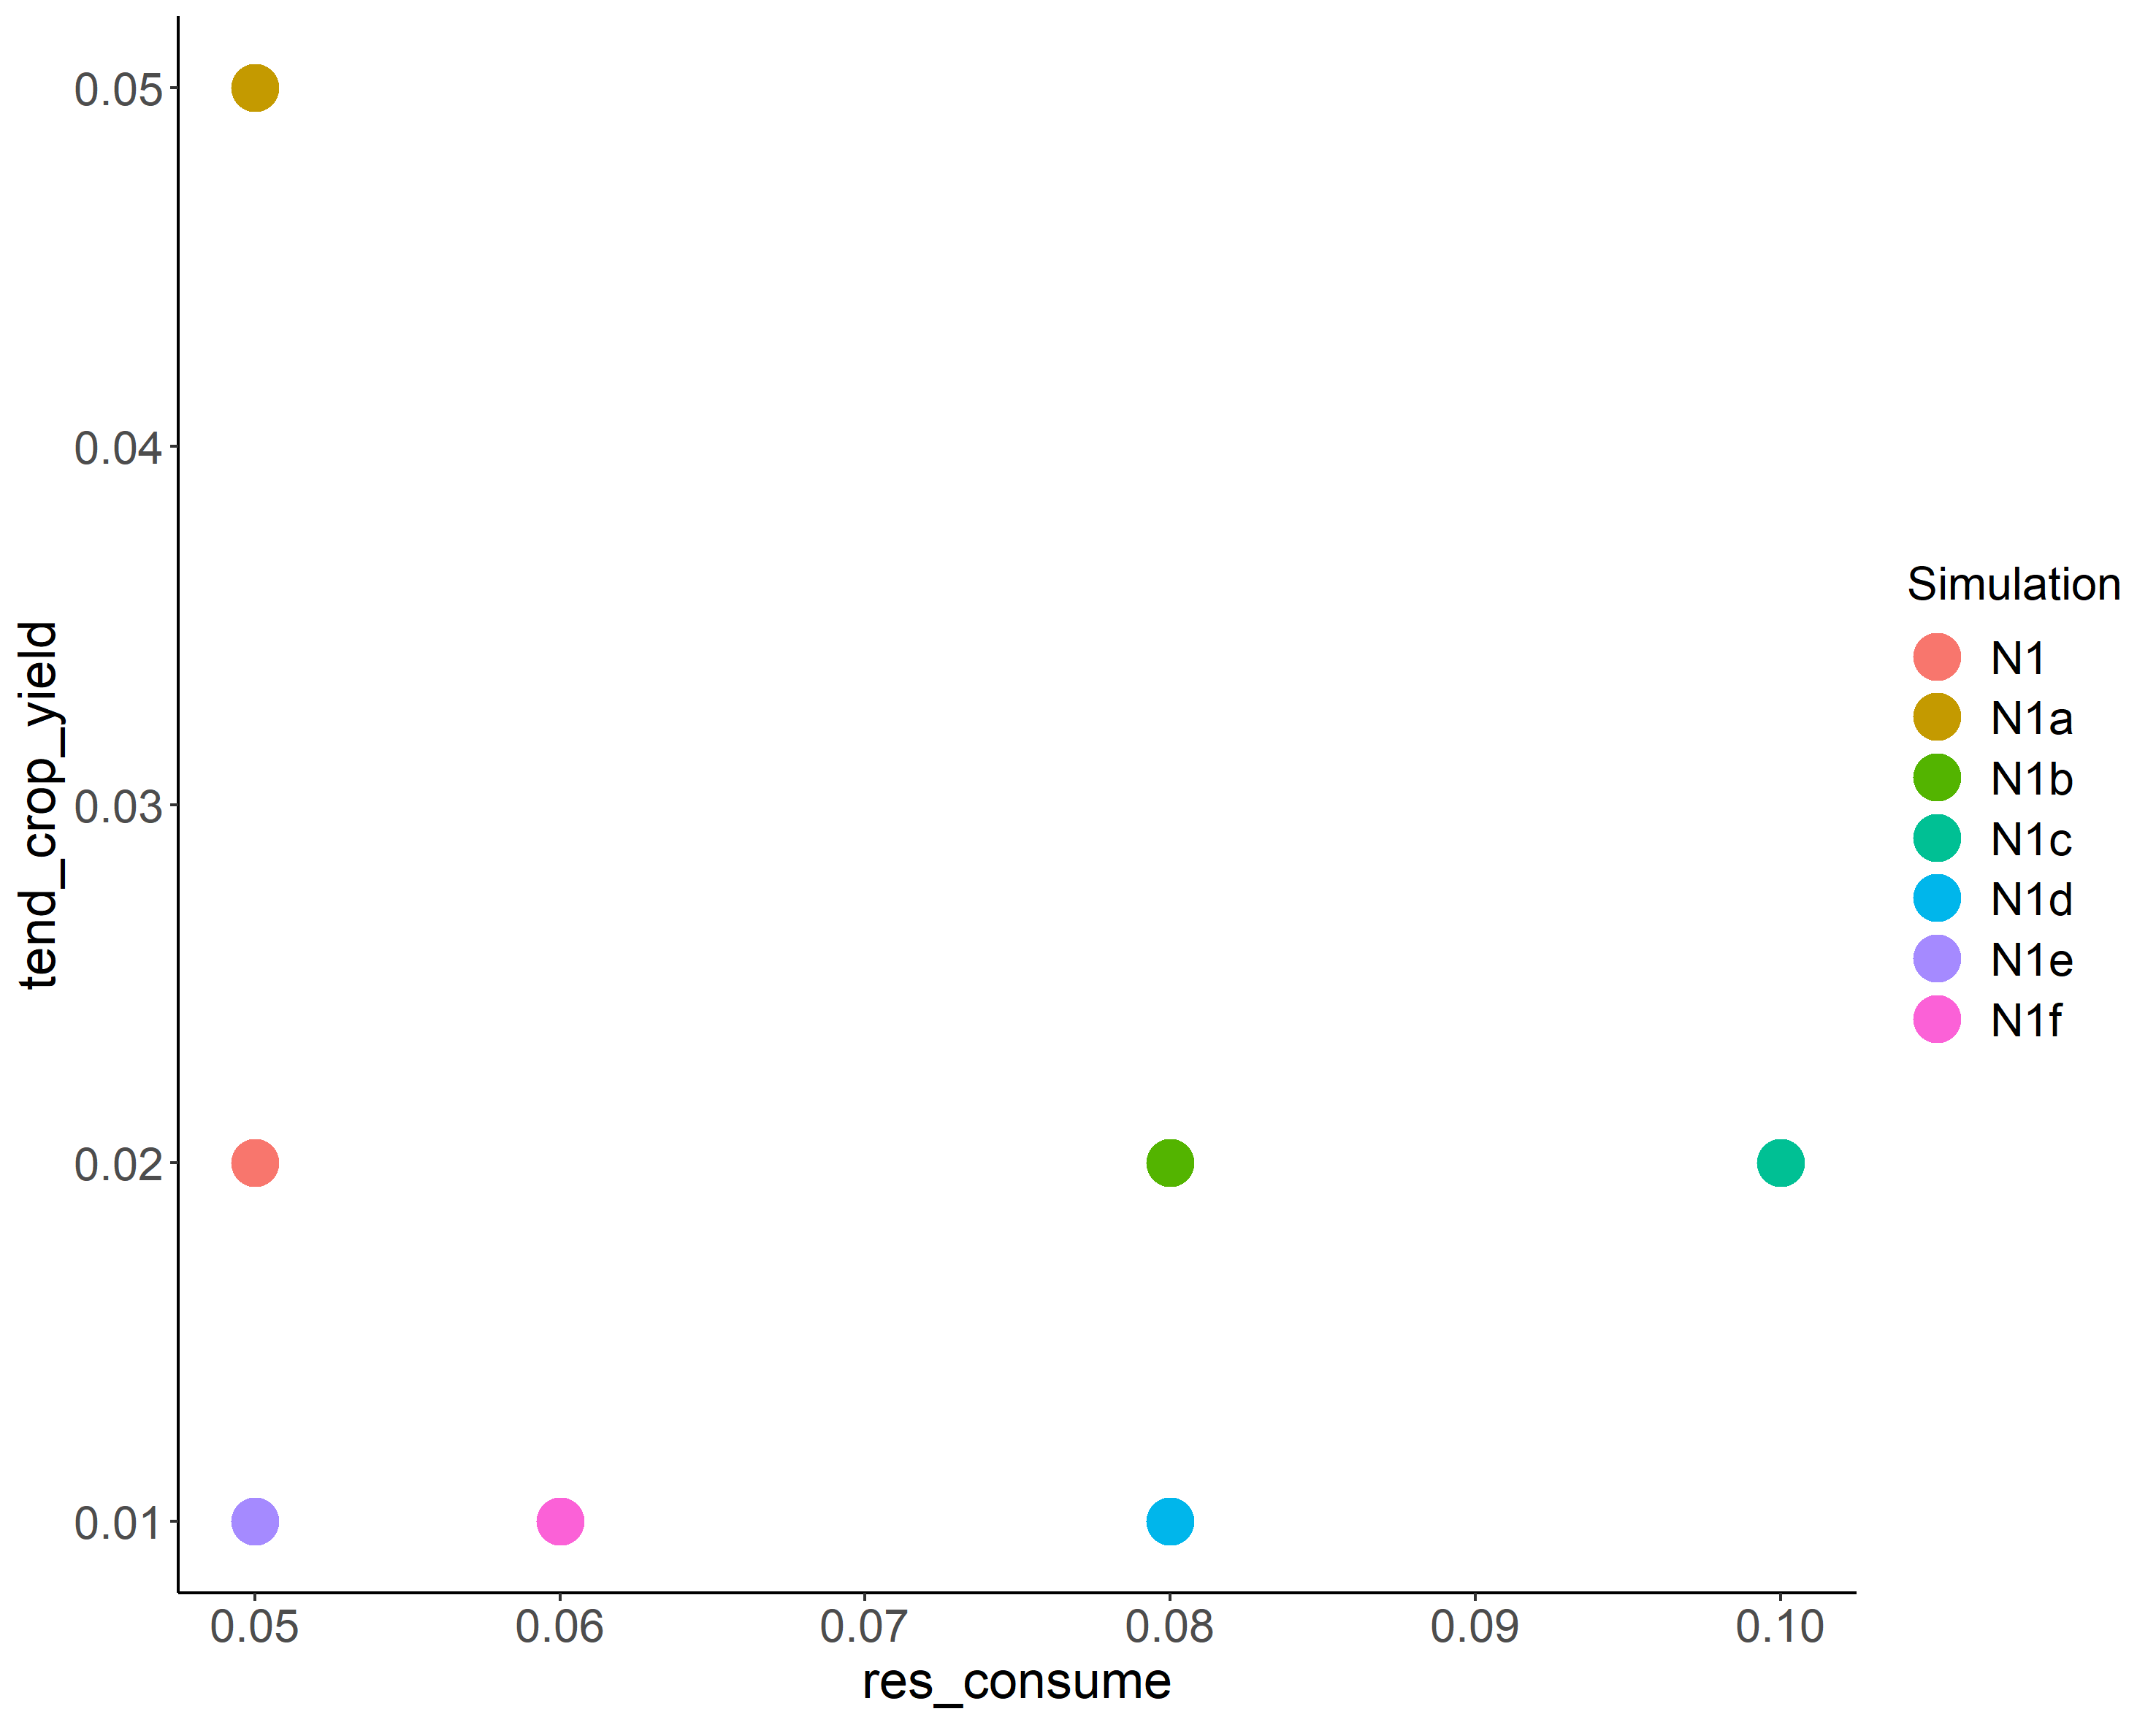 tend_crop_yield
0.05
0.04
0.03
0.02
0.01
0.05 0.06 0.07 0.08 0.09 0.10
res_consume
Simulation
N1
N1a
N1b
N1c
N1d
N1e
N1f